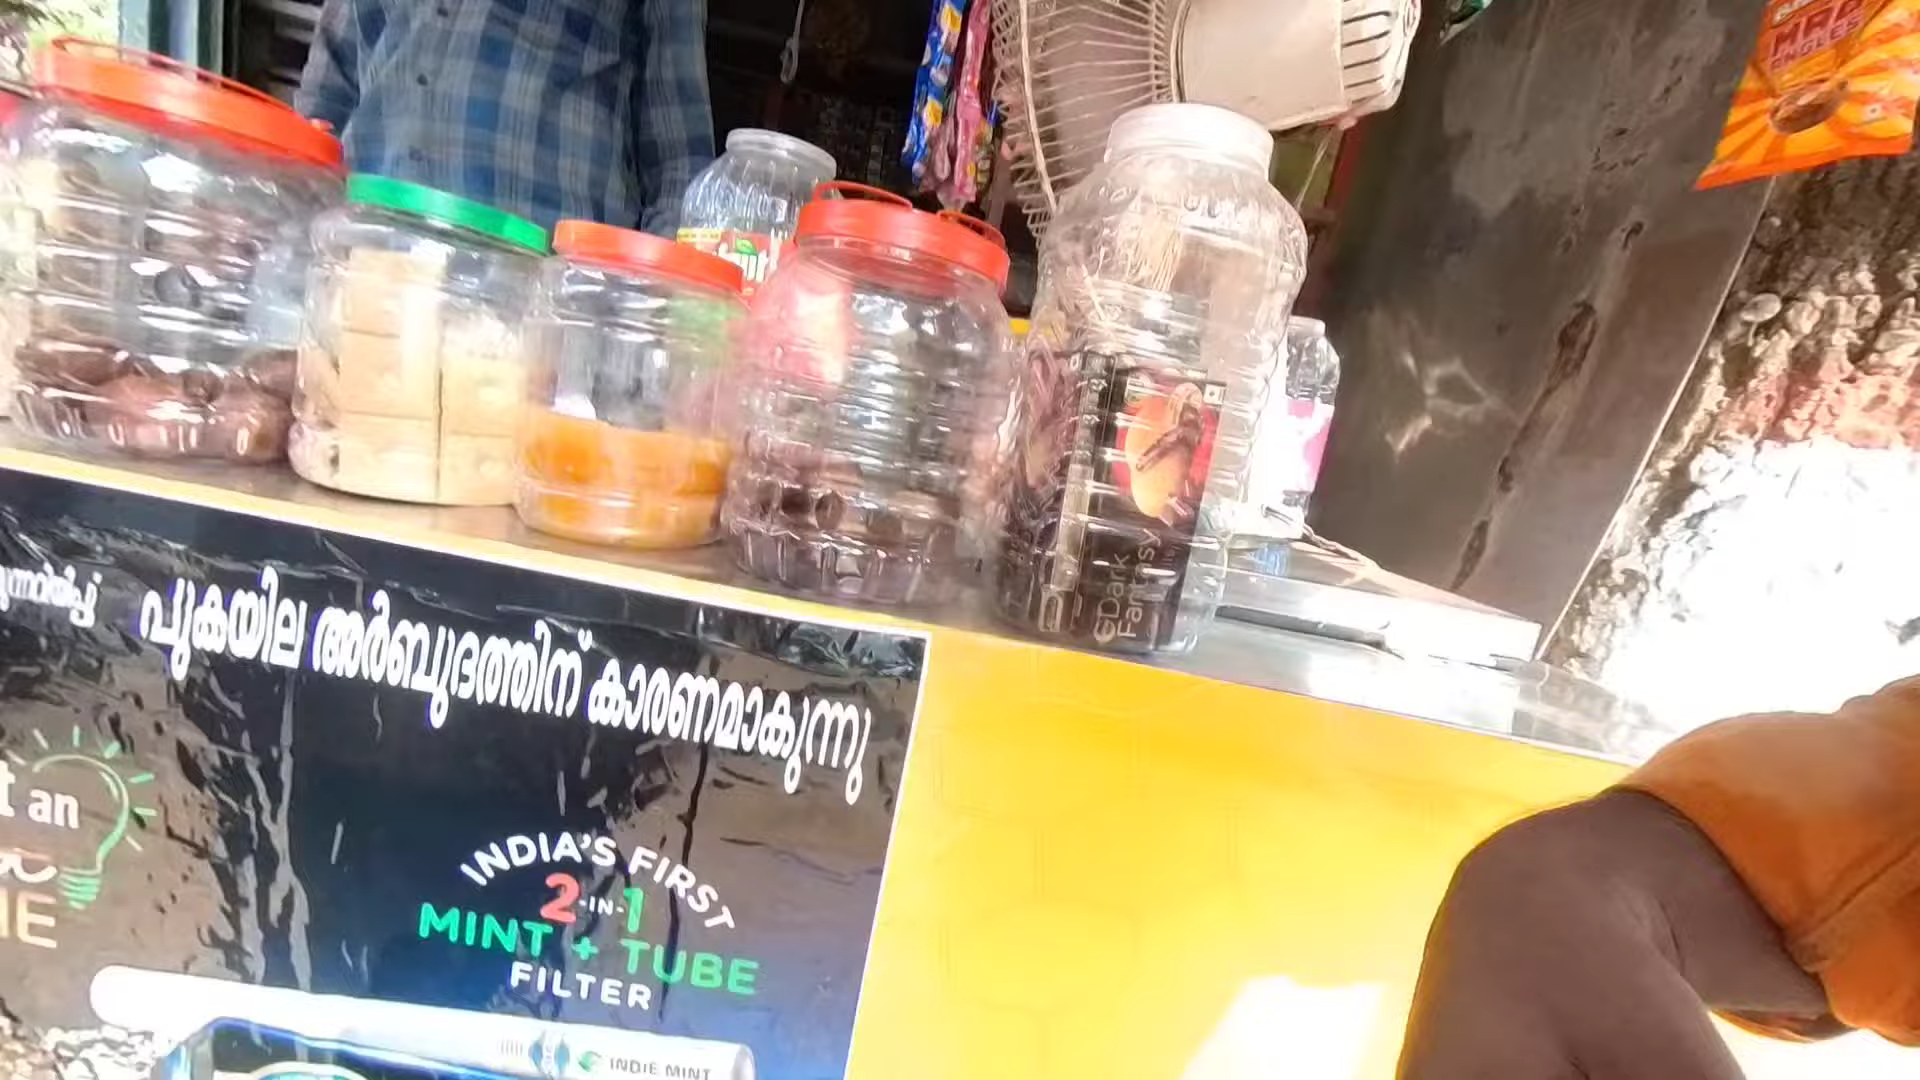 Dark
Fantasy
പുകയില അർബുദത്തിന് കാരണമാകുന്നു
t an
INDIA'S FIRST
2-IN-1
MINT + TUBE
FILTER
INDIE MINT